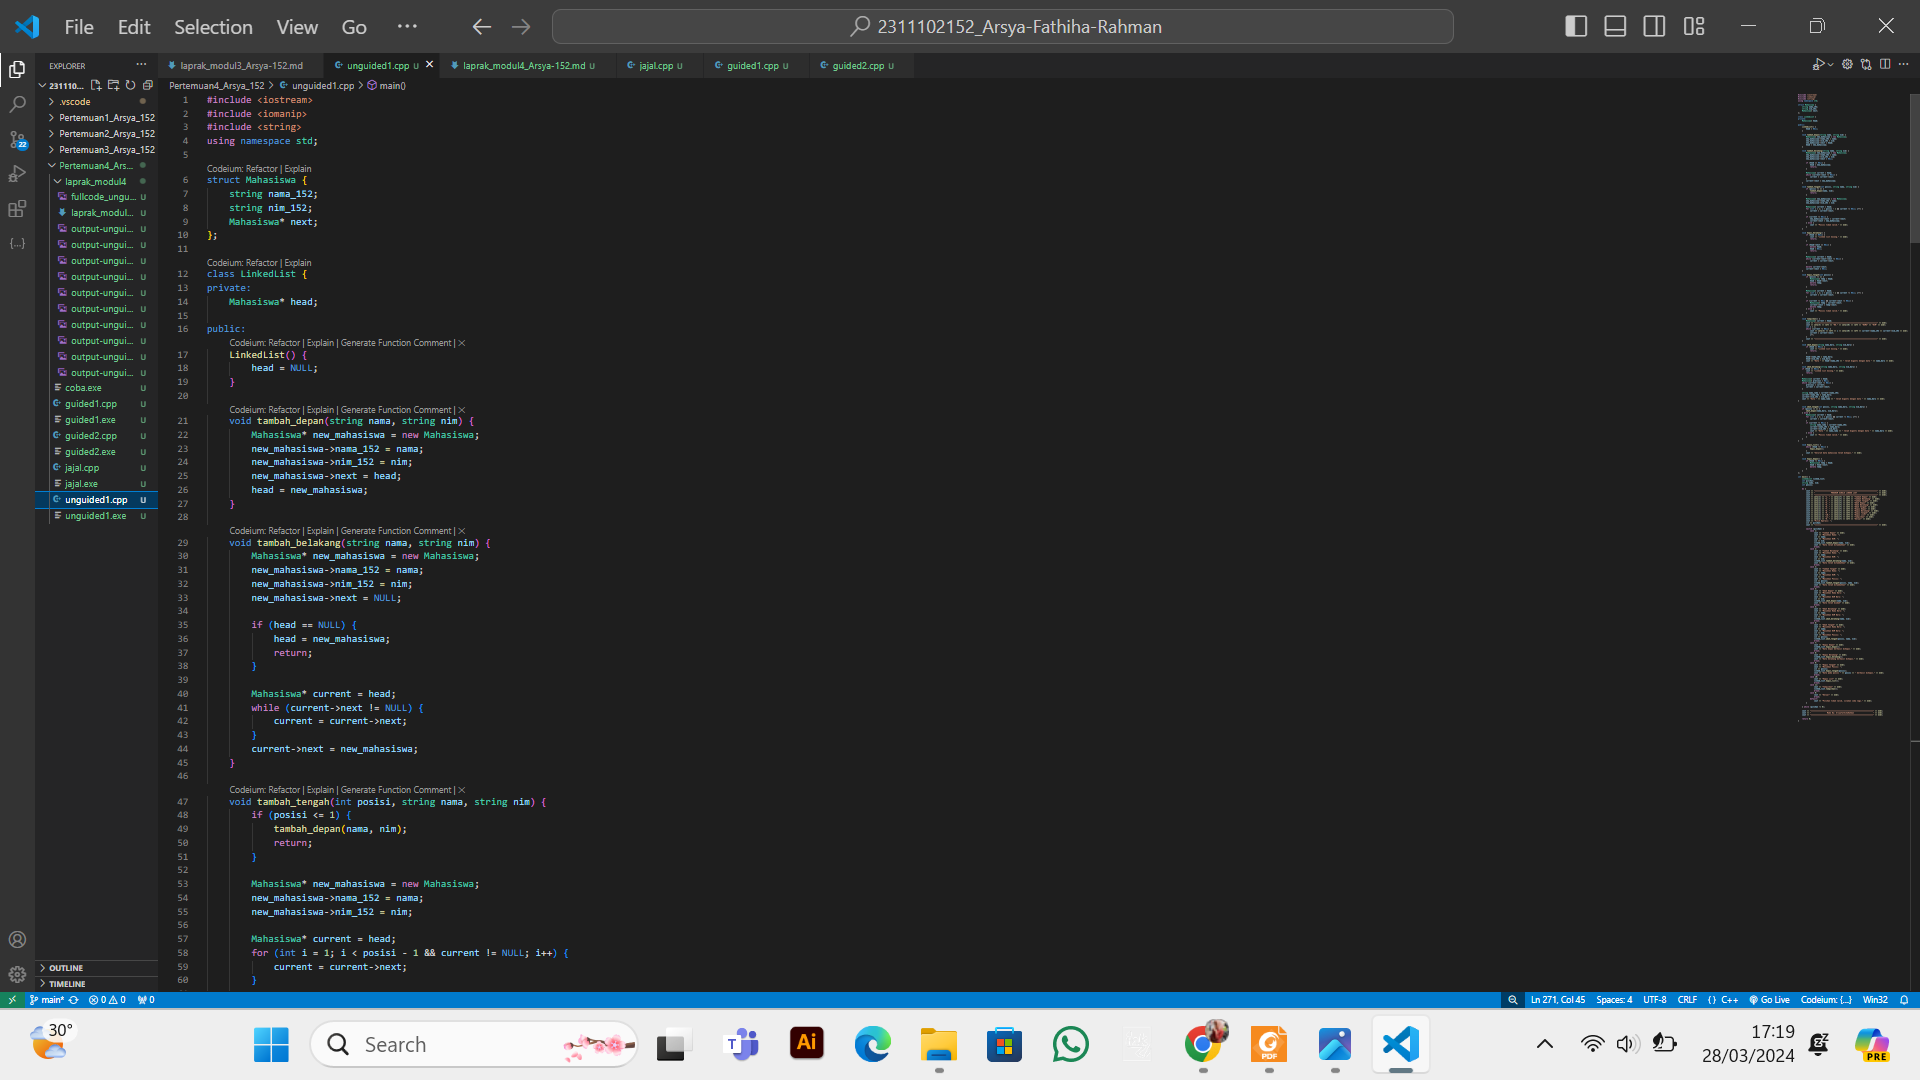 File Edit Selection View Go ···
2311102152_Arsya-Fathiha-Rahman
EXPLORER ···
laprak_modul3_Arsya-152.md
unguided1.cpp U
laprak_modul4_Arsya-152.md U
jajal.cpp U
guided1.cpp U
guided2.cpp U
231110...
.vscode
Pertemuan1_Arsya_152
Pertemuan2_Arsya_152
Pertemuan3_Arsya_152
Pertemuan4_Ars...
laprak_modul4
fullcode_ungu... U
laprak_modul... U
output-ungui... U
output-ungui... U
output-ungui... U
output-ungui... U
output-ungui... U
output-ungui... U
output-ungui... U
output-ungui... U
output-ungui... U
output-ungui... U
coba.exe U
guided1.cpp U
guided1.exe U
guided2.cpp U
guided2.exe U
jajal.cpp U
jajal.exe U
unguided1.cpp U
unguided1.exe U
OUTLINE
TIMELINE
22
Pertemuan4_Arsya_152 > unguided1.cpp > main()
1 #include <iostream>
2 #include <iomanip>
3 #include <string>
4 using namespace std;
5
Codeium: Refactor | Explain
6 struct Mahasiswa {
7 string nama_152;
8 string nim_152;
9 Mahasiswa* next;
10 };
11
Codeium: Refactor | Explain
12 class LinkedList {
13 private:
14 Mahasiswa* head;
15
16 public:
Codeium: Refactor | Explain | Generate Function Comment | ×
17 LinkedList() {
18 head = NULL;
19 }
20
Codeium: Refactor | Explain | Generate Function Comment | ×
21 void tambah_depan(string nama, string nim) {
22 Mahasiswa* new_mahasiswa = new Mahasiswa;
23 new_mahasiswa->nama_152 = nama;
24 new_mahasiswa->nim_152 = nim;
25 new_mahasiswa->next = head;
26 head = new_mahasiswa;
27 }
28
Codeium: Refactor | Explain | Generate Function Comment | ×
29 void tambah_belakang(string nama, string nim) {
30 Mahasiswa* new_mahasiswa = new Mahasiswa;
31 new_mahasiswa->nama_152 = nama;
32 new_mahasiswa->nim_152 = nim;
33 new_mahasiswa->next = NULL;
34
35 if (head == NULL) {
36 head = new_mahasiswa;
37 return;
38 }
39
40 Mahasiswa* current = head;
41 while (current->next != NULL) {
42 current = current->next;
43 }
44 current->next = new_mahasiswa;
45 }
46
Codeium: Refactor | Explain | Generate Function Comment | ×
47 void tambah_tengah(int posisi, string nama, string nim) {
48 if (posisi <= 1) {
49 tambah_depan(nama, nim);
50 return;
51 }
52
53 Mahasiswa* new_mahasiswa = new Mahasiswa;
54 new_mahasiswa->nama_152 = nama;
55 new_mahasiswa->nim_152 = nim;
56
57 Mahasiswa* current = head;
58 for (int i = 1; i < posisi - 1 && current != NULL; i++) {
59 current = current->next;
60 }
main* 0 0 0
Ln 271, Col 45 Spaces: 4 UTF-8 CRLF {} C++ Go Live Codeium: {...} Win32
30°
Search
T
Ai
PDF
17:19
28/03/2024
PRE